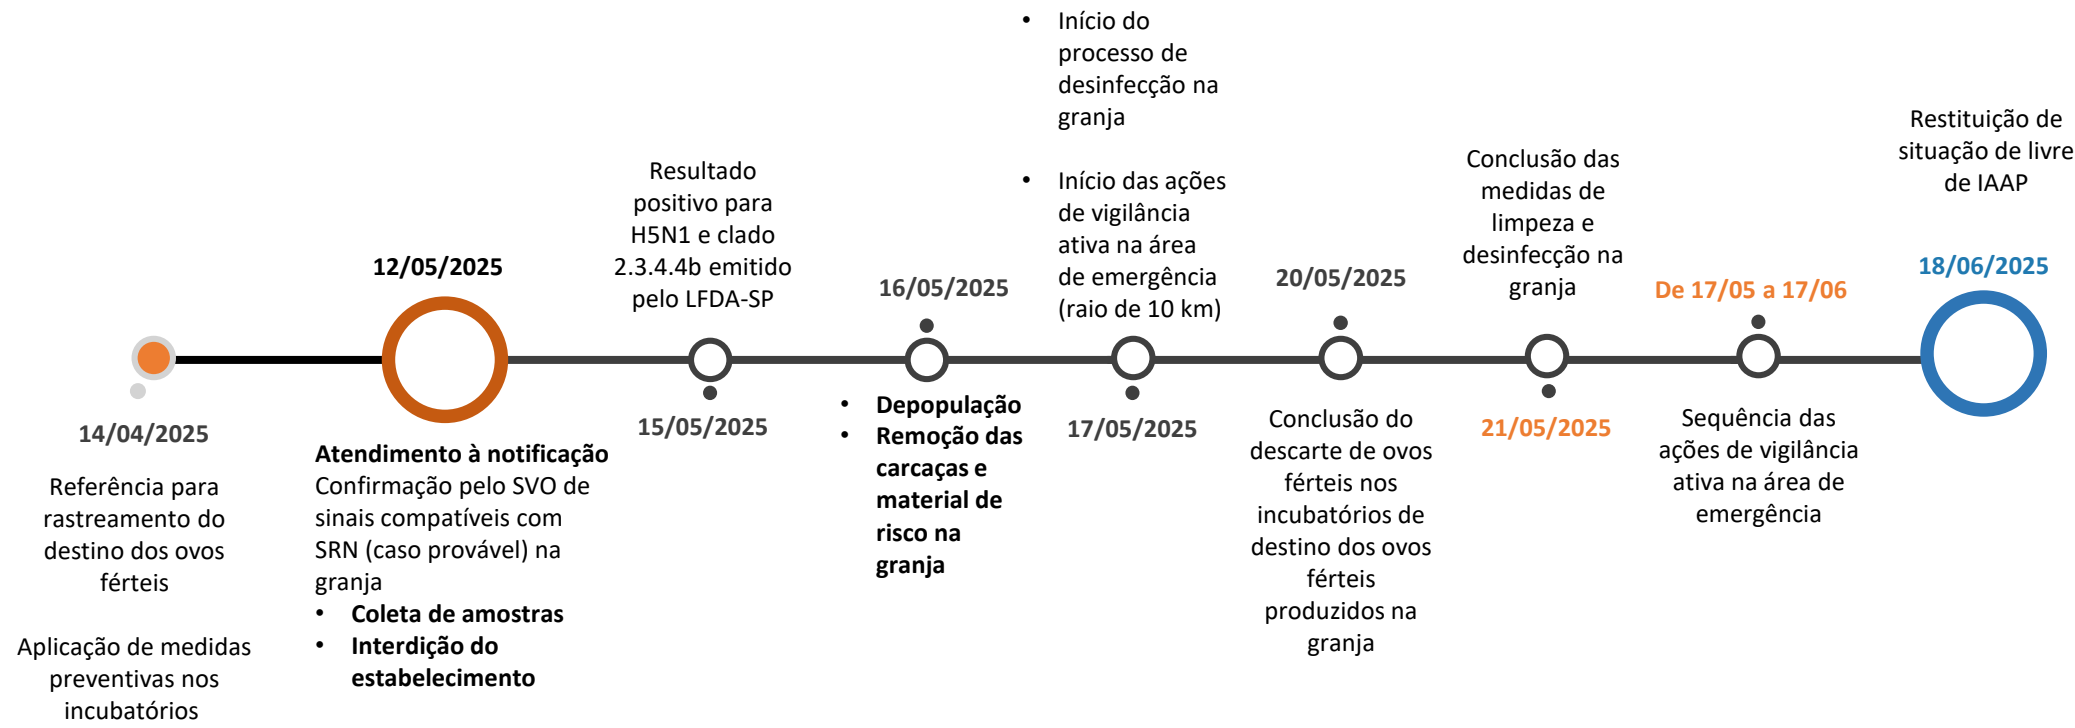 14/04/2025
Referência para
rastreamento do
destino dos ovos
férteis
Aplicação de medidas
preventivas nos
incubatórios
12/05/2025
Atendimento à notificação
Confirmação pelo SVO de
sinais compatíveis com
SRN (caso provável) na
granja
• Coleta de amostras
• Interdição do
estabelecimento
Resultado
positivo para
H5N1 e clado
2.3.4.4b emitido
pelo LFDA-SP
15/05/2025
16/05/2025
• Depopulação
• Remoção das
carcaças e
material de
risco na
granja
• Início do
processo de
desinfecção na
granja
• Início das ações
de vigilância
ativa na área
de emergência
(raio de 10 km)
17/05/2025
20/05/2025
Conclusão do
descarte de ovos
férteis nos
incubatórios de
destino dos ovos
férteis
produzidos na
granja
Conclusão das
medidas de
limpeza e
desinfecção na
granja
21/05/2025
De 17/05 a 17/06
Sequência das
ações de vigilância
ativa na área de
emergência
Restituição de
situação de livre
de IAAP
18/06/2025